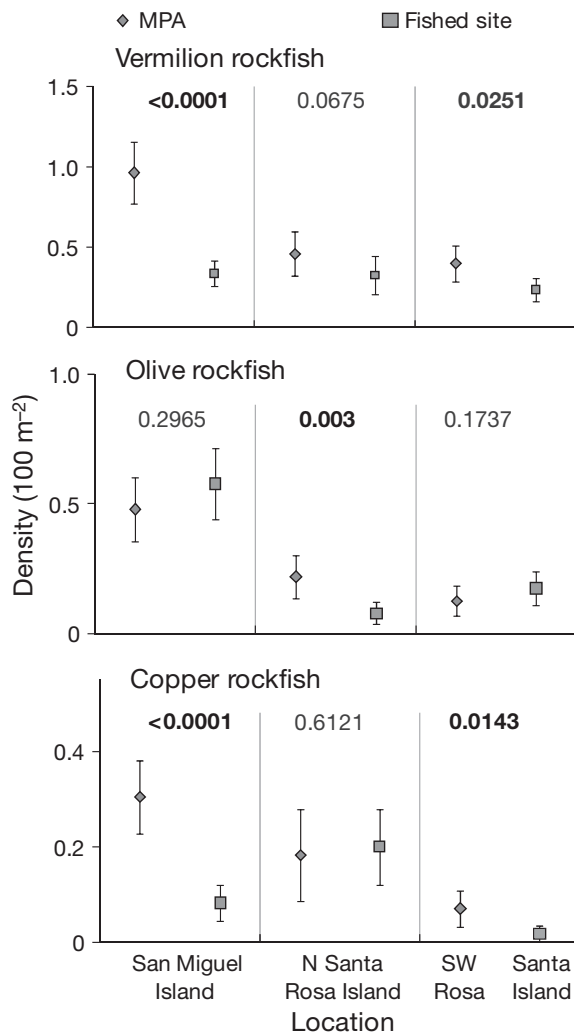 MPA Fished site
Vermilion rockfish
1.5
<0.0001 0.0675 0.0251
1.0
0.5
0
Olive rockfish
1.0
0.2965 0.003 0.1737
0.5
0
Density (100 m⁻²)
Copper rockfish
<0.0001 0.6121 0.0143
0.4
0.2
0
San Miguel N Santa SW Santa
Island Rosa Island Rosa Island
Location